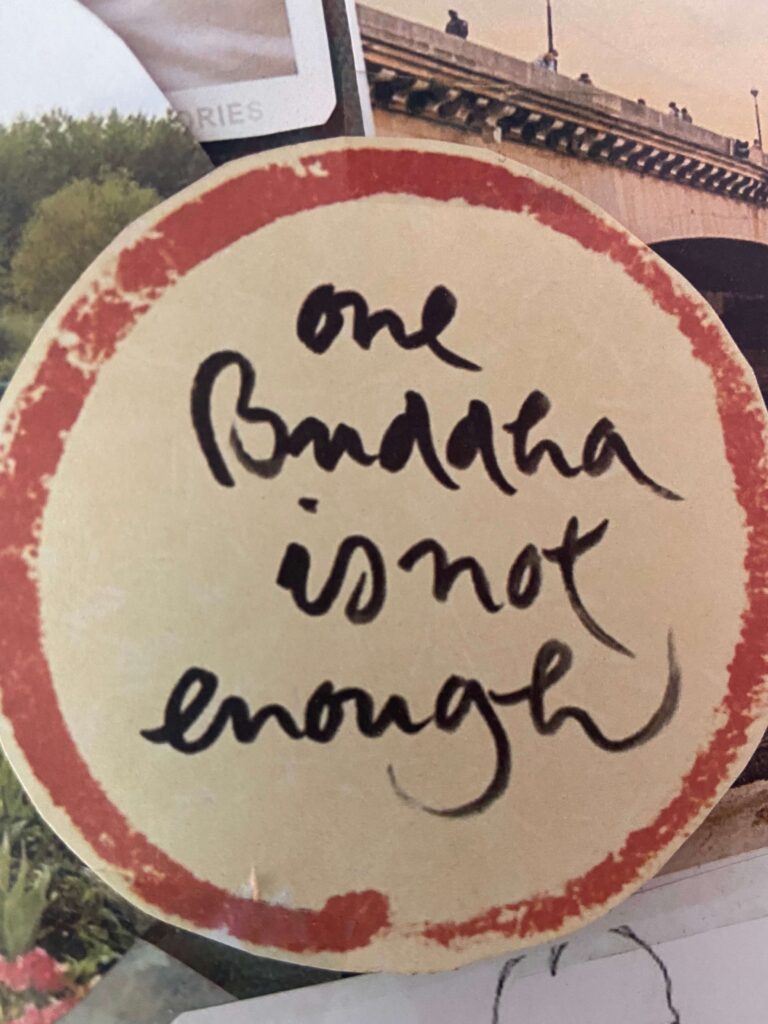 ORIES
one
Buddha
is not
enough